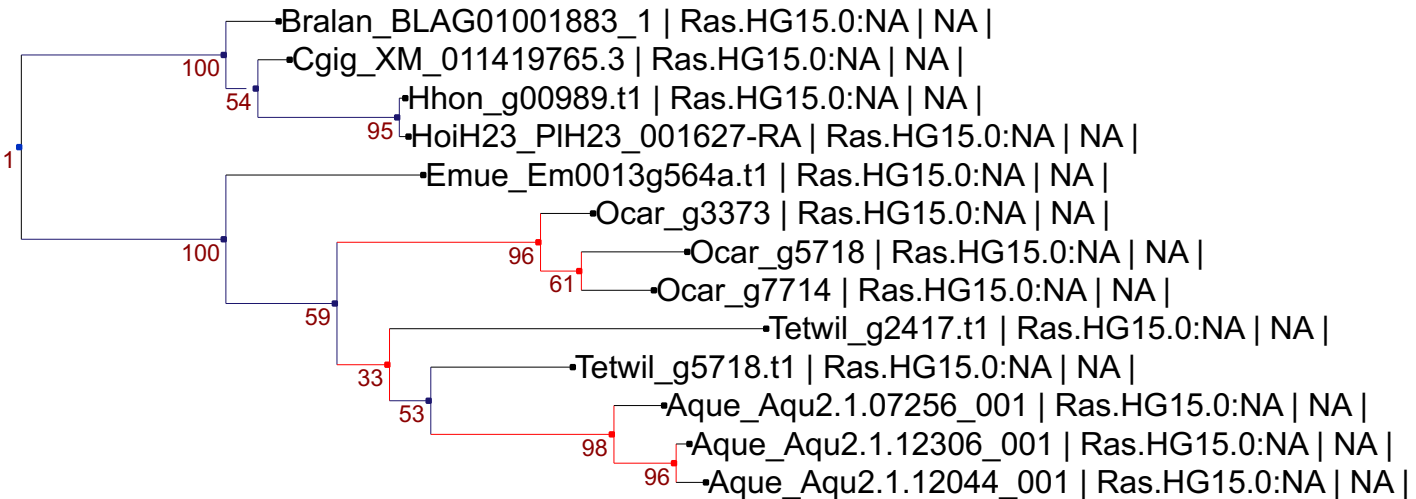 Bralan_BLAG01001883_1 | Ras.HG15.0:NA | NA |
100
Cgig_XM_011419765.3 | Ras.HG15.0:NA | NA |
54
Hhon_g00989.t1 | Ras.HG15.0:NA | NA |
95
HoiH23_PlH23_001627-RA | Ras.HG15.0:NA | NA |
1
Emue_Em0013g564a.t1 | Ras.HG15.0:NA | NA |
Ocar_g3373 | Ras.HG15.0:NA | NA |
100
96
Ocar_g5718 | Ras.HG15.0:NA | NA |
61
Ocar_g7714 | Ras.HG15.0:NA | NA |
59
Tetwil_g2417.t1 | Ras.HG15.0:NA | NA |
33
Tetwil_g5718.t1 | Ras.HG15.0:NA | NA |
53
Aque_Aqu2.1.07256_001 | Ras.HG15.0:NA | NA |
98
Aque_Aqu2.1.12306_001 | Ras.HG15.0:NA | NA |
96
Aque_Aqu2.1.12044_001 | Ras.HG15.0:NA | NA |